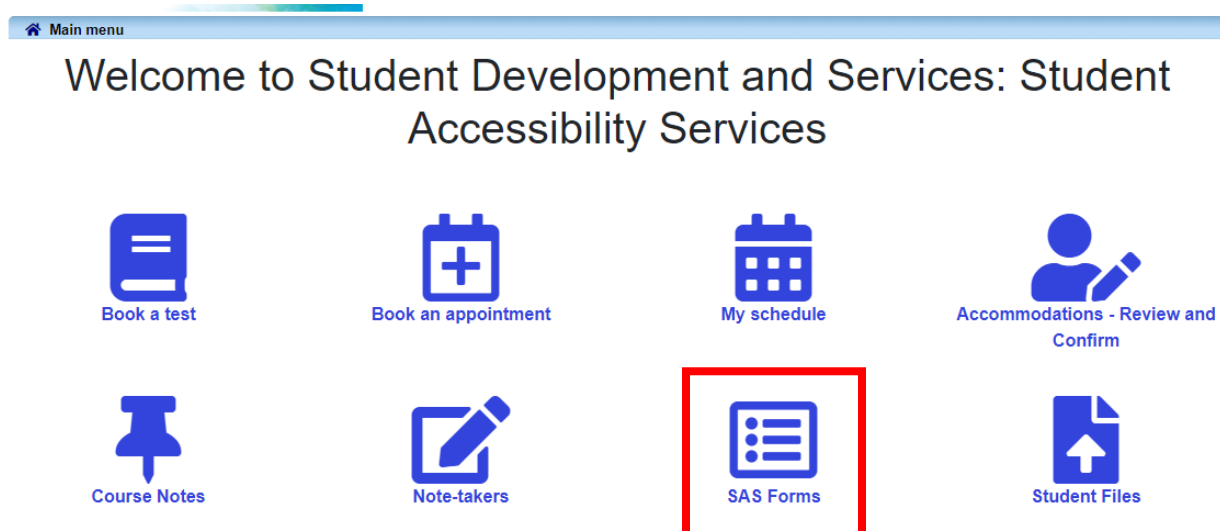 Main menu
Welcome to Student Development and Services: Student
Accessibility Services
Book a test
Book an appointment
My schedule
Accommodations - Review and
Confirm
Course Notes
Note-takers
SAS Forms
Student Files